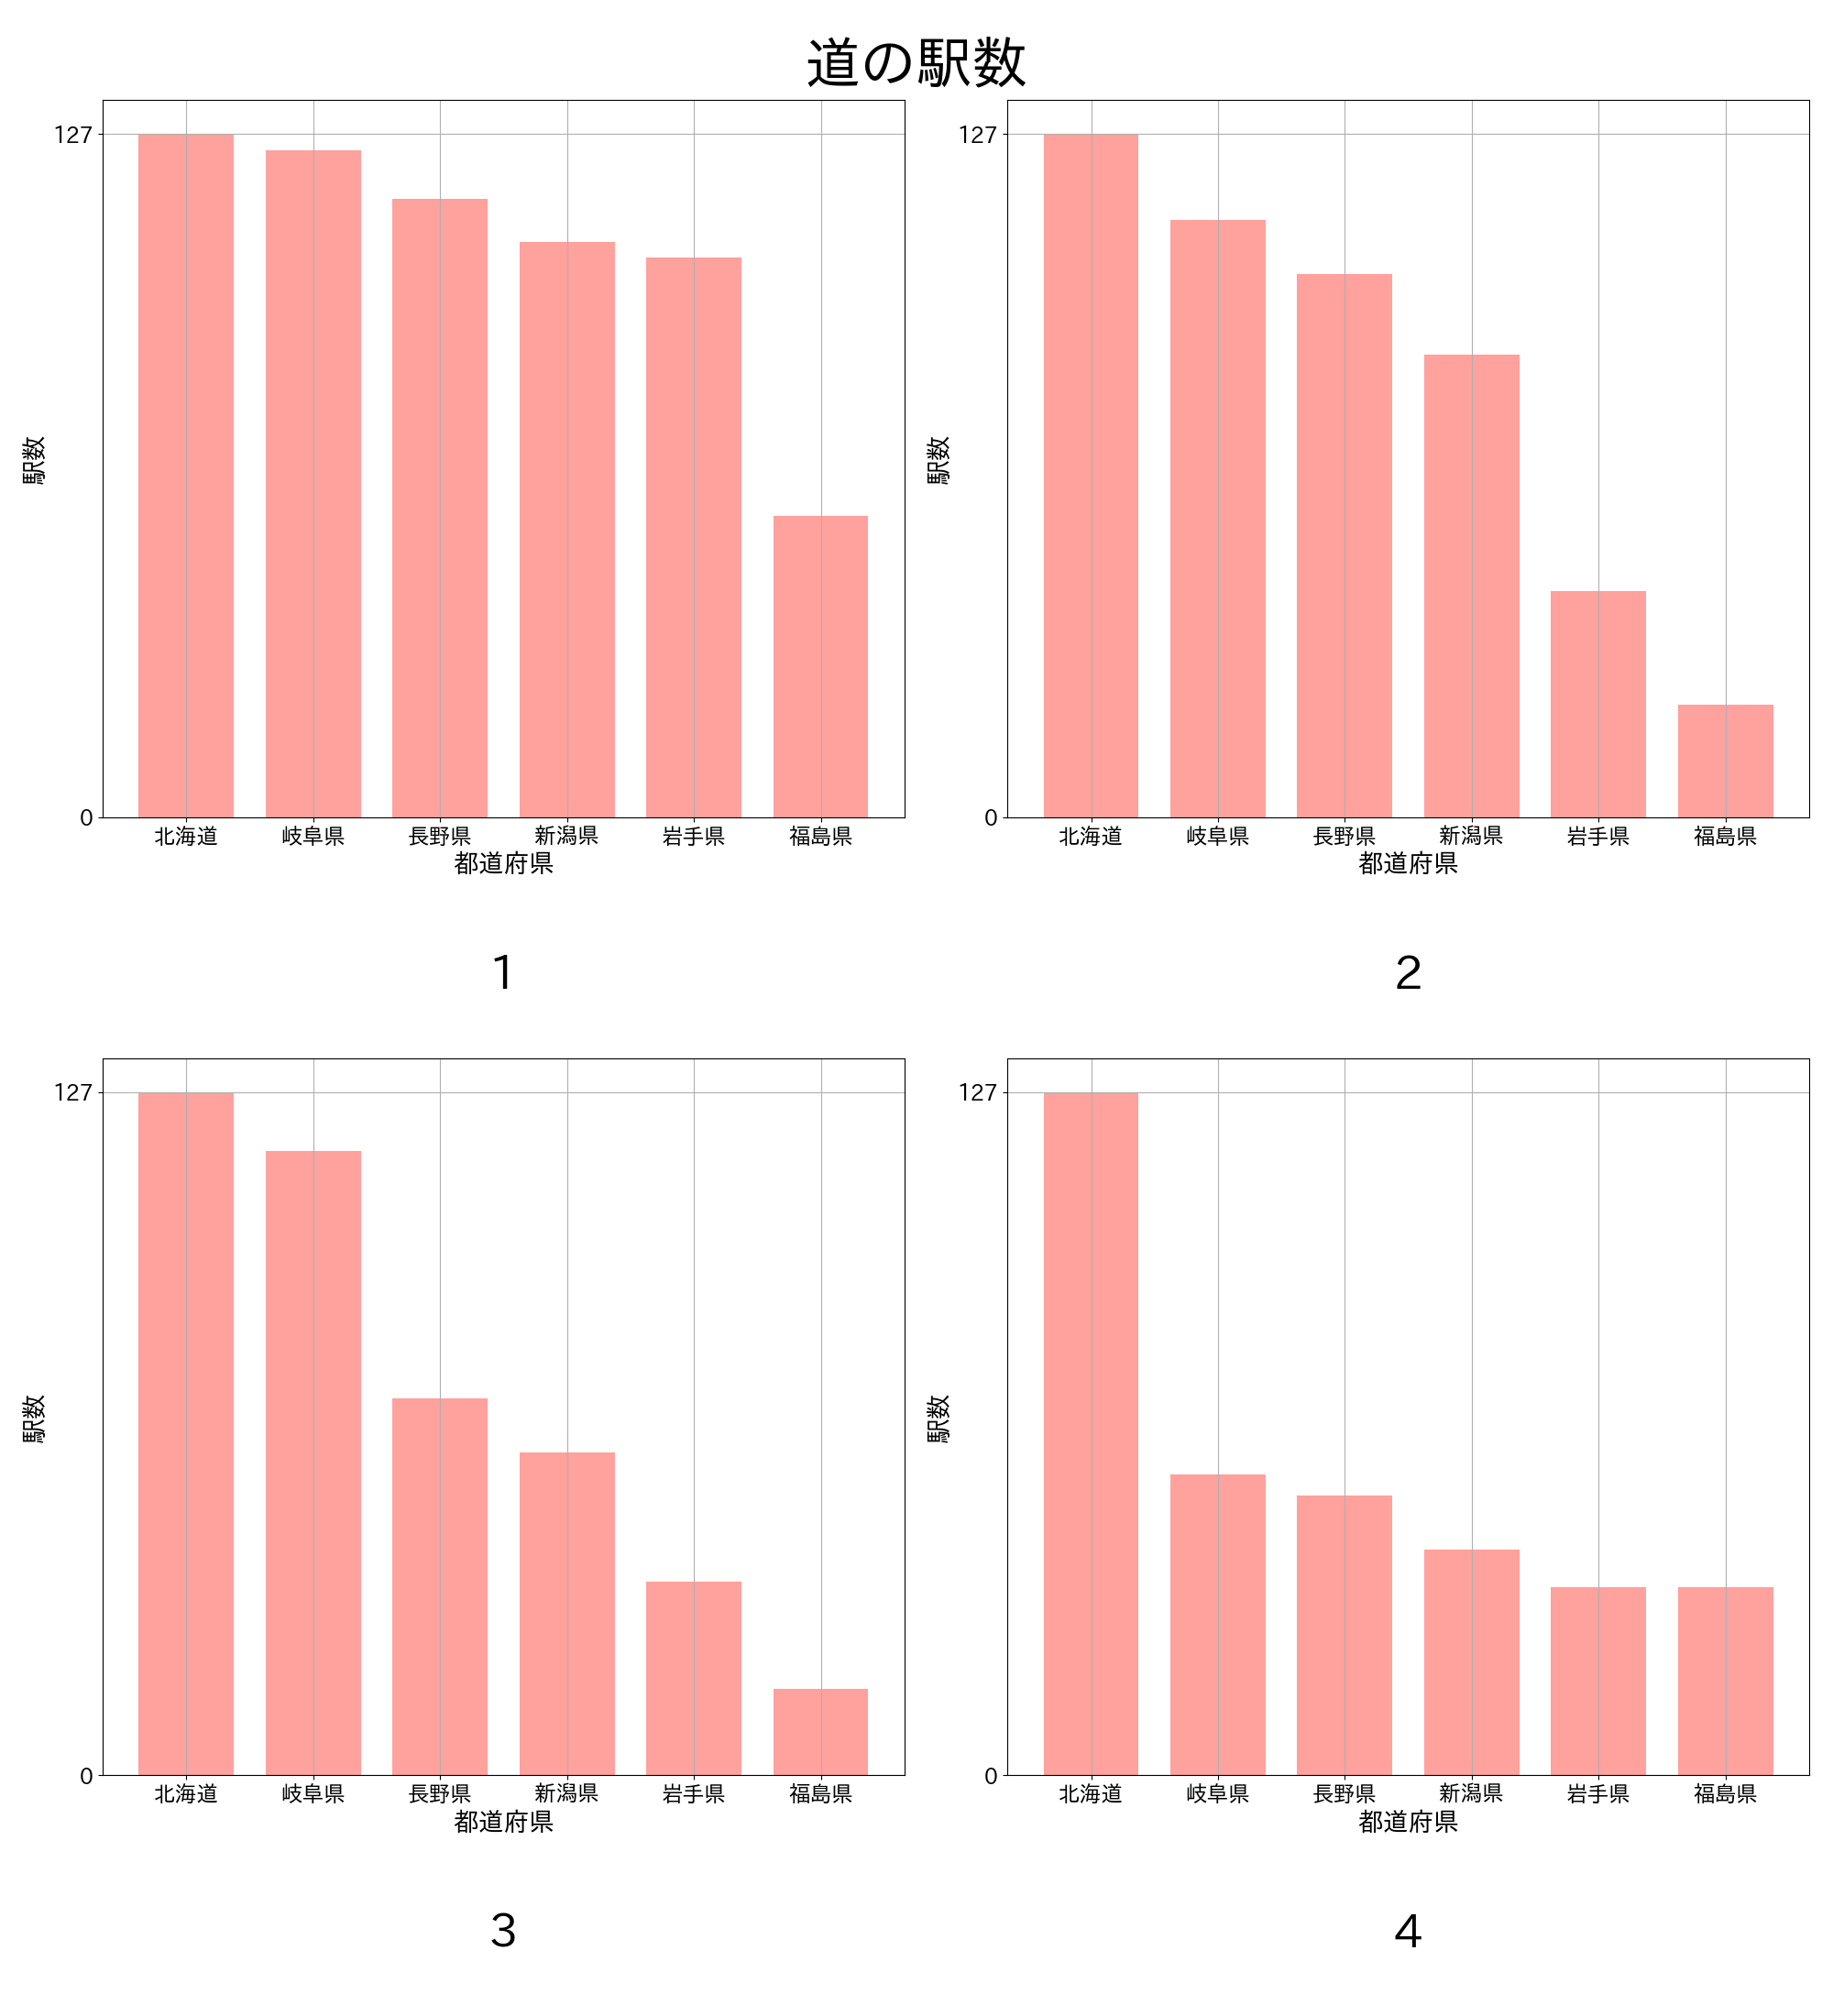 道の駅数
127
0
駅数
北海道 岐阜県 長野県 新潟県 岩手県 福島県
都道府県
1
127
0
駅数
北海道 岐阜県 長野県 新潟県 岩手県 福島県
都道府県
2
127
0
駅数
北海道 岐阜県 長野県 新潟県 岩手県 福島県
都道府県
3
127
0
駅数
北海道 岐阜県 長野県 新潟県 岩手県 福島県
都道府県
4